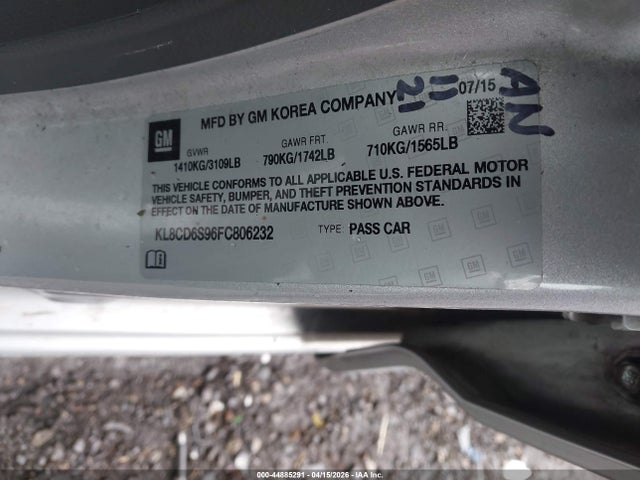 MFD BY GM KOREA COMPANY 07/15
21 11 AN
GM
GVWR GAWR FRT. GAWR RR.
1410KG/3109LB 790KG/1742LB 710KG/1565LB
THIS VEHICLE CONFORMS TO ALL APPLICABLE U.S. FEDERAL MOTOR
VEHICLE SAFETY, BUMPER, AND THEFT PREVENTION STANDARDS IN
EFFECT ON THE DATE OF MANUFACTURE SHOWN ABOVE.
KL8CD6S96FC806232 TYPE: PASS CAR
000-44885291 - 04/15/2026 - IAA Inc.